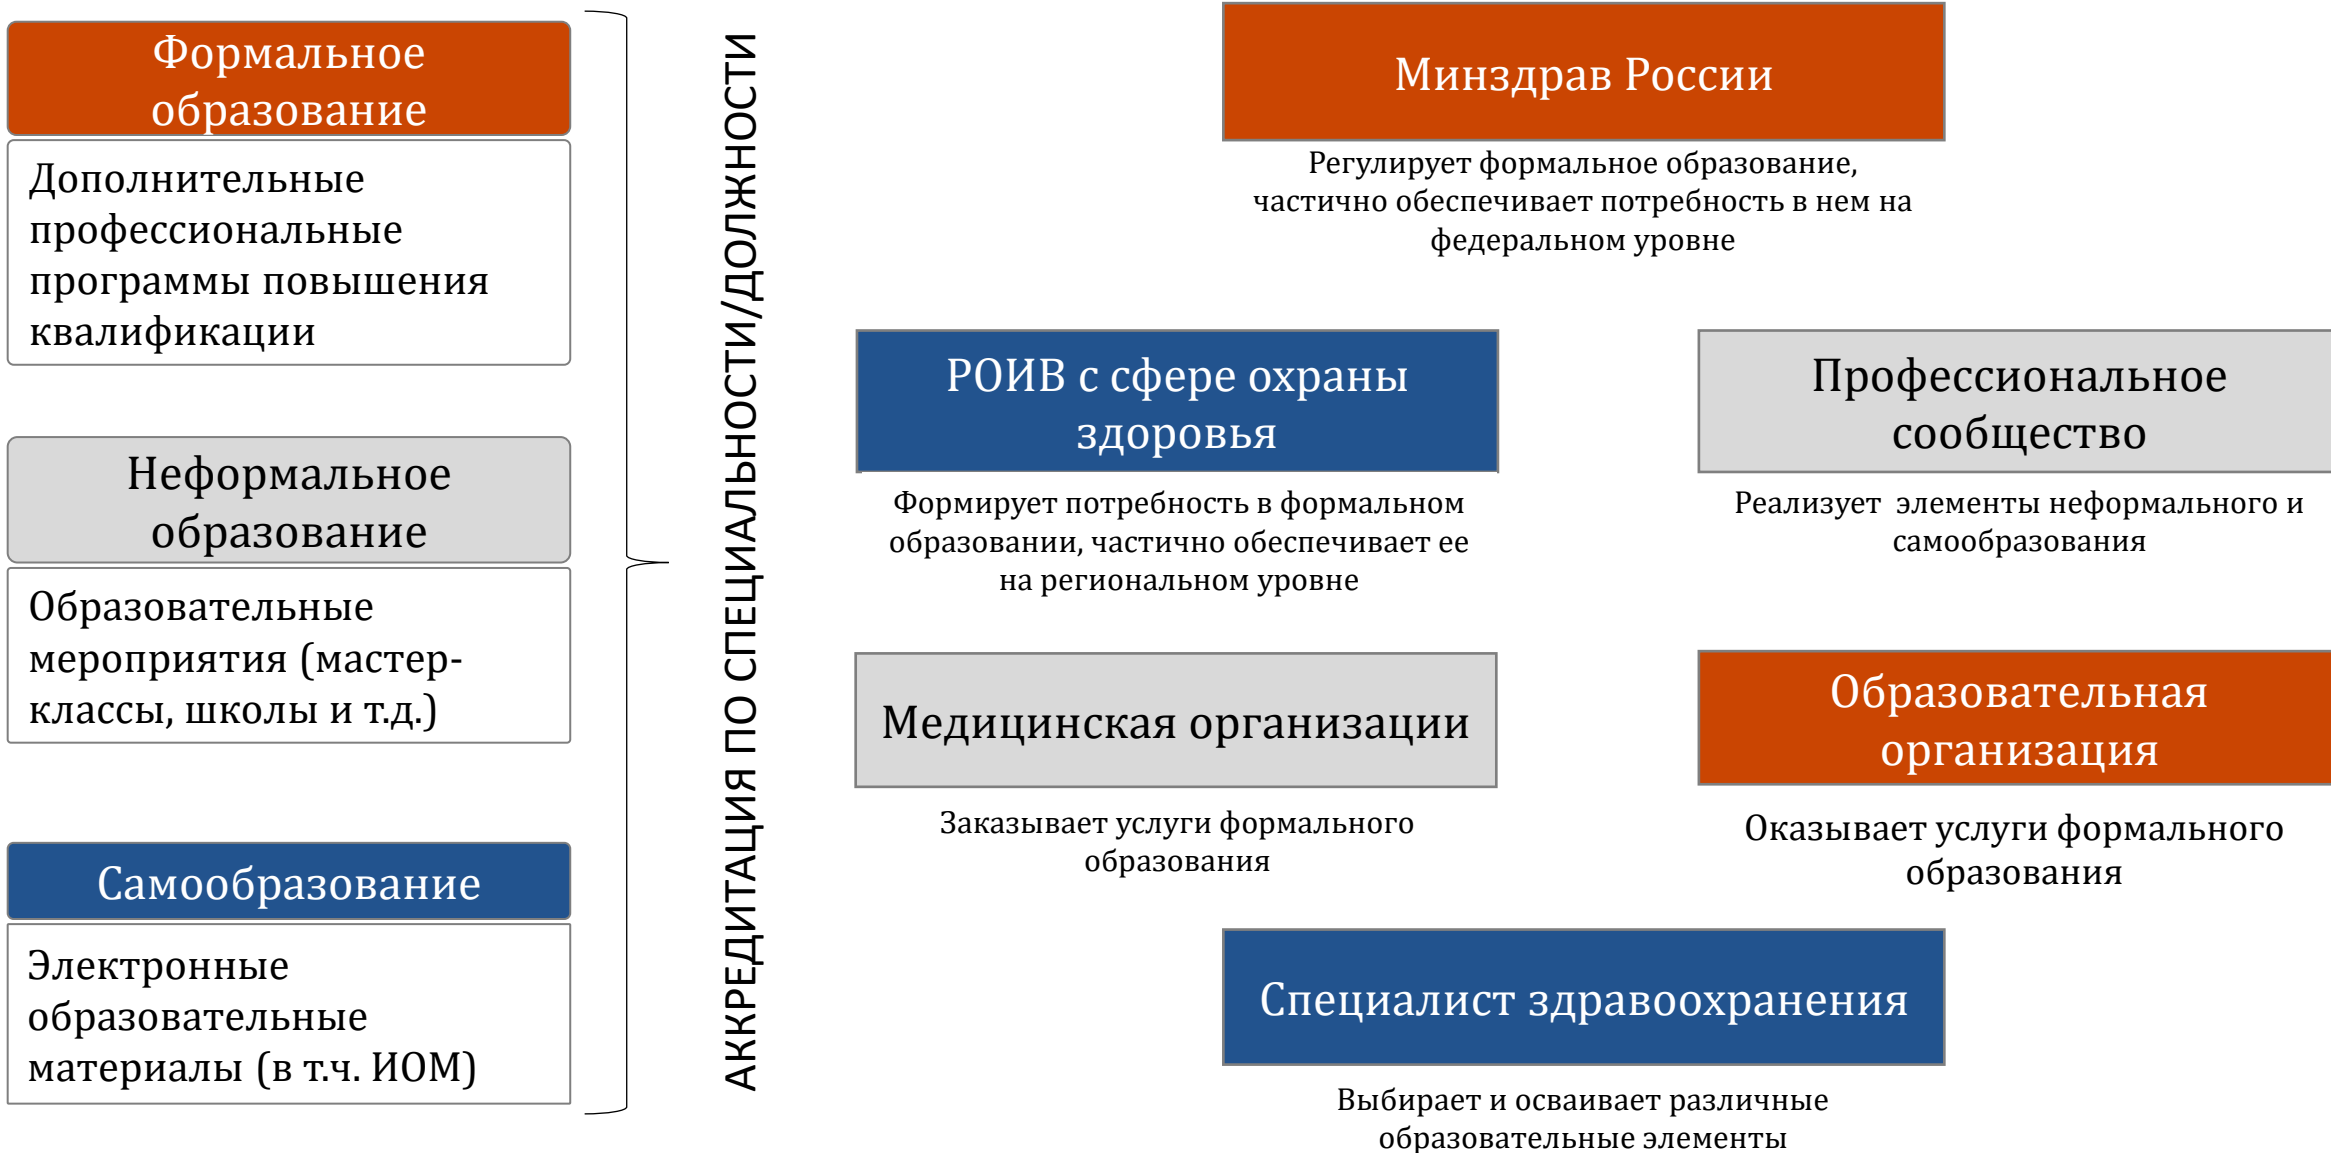 Формальное
образование
Дополнительные
профессиональные
программы повышения
квалификации
Неформальное
образование
Образовательные
мероприятия (мастер-
классы, школы и т.д.)
Самообразование
Электронные
образовательные
материалы (в т.ч. ИОМ)
АККРЕДИТАЦИЯ ПО СПЕЦИАЛЬНОСТИ/ДОЛЖНОСТИ
Минздрав России
Регулирует формальное образование,
частично обеспечивает потребность в нем на
федеральном уровне
РОИВ с сфере охраны
здоровья
Формирует потребность в формальном
образовании, частично обеспечивает ее
на региональном уровне
Профессиональное
сообщество
Реализует элементы неформального и
самообразования
Медицинская организации
Заказывает услуги формального
образования
Образовательная
организация
Оказывает услуги формального
образования
Специалист здравоохранения
Выбирает и осваивает различные
образовательные элементы